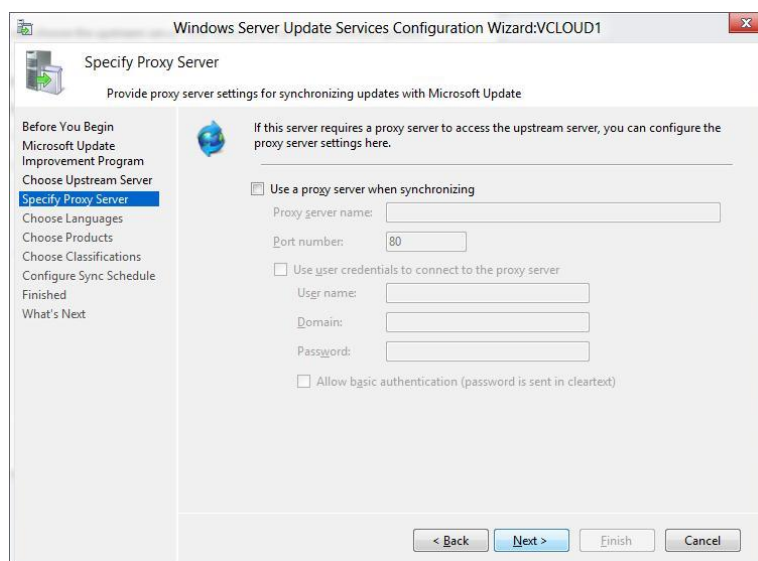 Windows Server Update Services Configuration Wizard:VCLOUD1
Specify Proxy Server
Provide proxy server settings for synchronizing updates with Microsoft Update
Before You Begin
Microsoft Update
Improvement Program
Choose Upstream Server
Specify Proxy Server
Choose Languages
Choose Products
Choose Classifications
Configure Sync Schedule
Finished
What's Next
If this server requires a proxy server to access the upstream server, you can configure the
proxy server settings here.
Use a proxy server when synchronizing
Proxy server name:
Port number: 80
Use user credentials to connect to the proxy server
User name:
Domain:
Password:
Allow basic authentication (password is sent in cleartext)
< Back Next > Finish Cancel